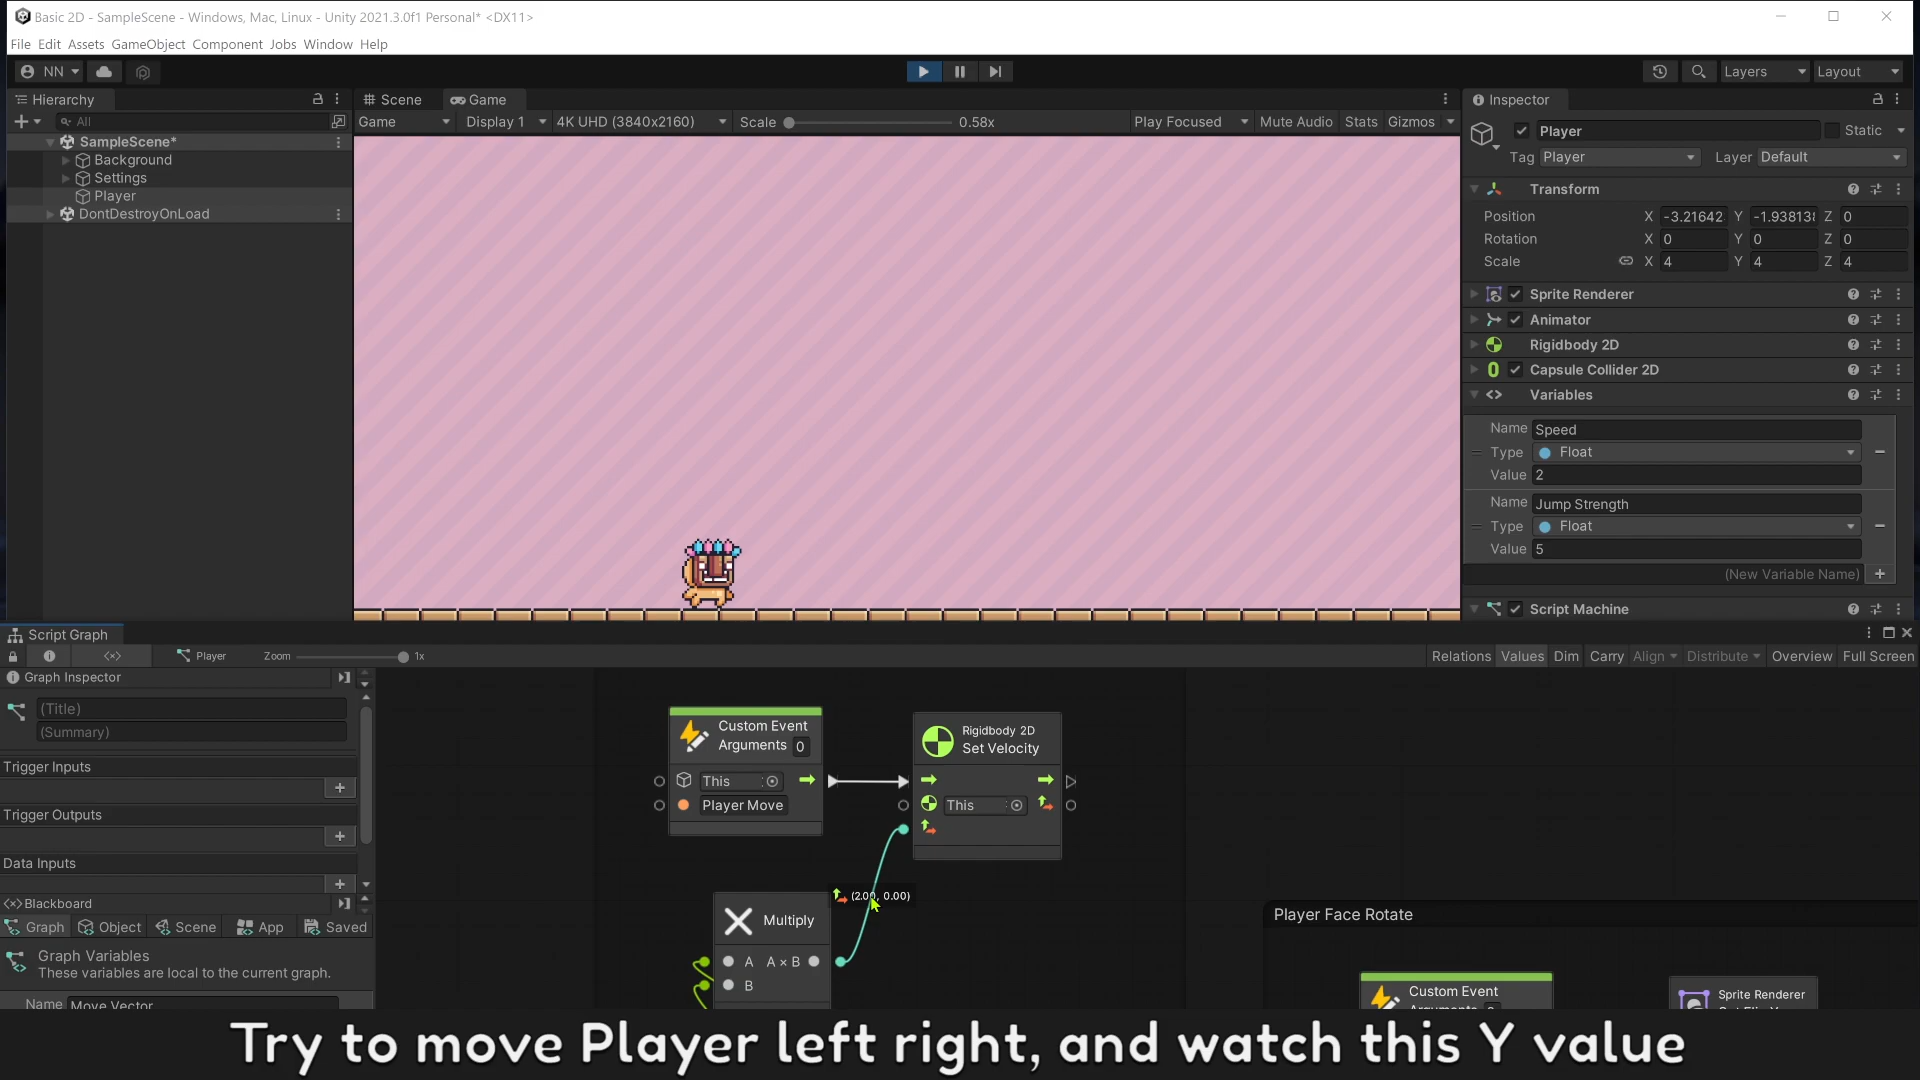 Basic 2D - SampleScene - Windows, Mac, Linux - Unity 2021.3.0f1 Personal* <DX11>
File Edit Assets GameObject Component Jobs Window Help
NN
Layers
Layout
Hierarchy
All
SampleScene*
Background
Settings
Player
DontDestroyOnLoad
Scene
Game
Game
Display 1
4K UHD (3840x2160)
Scale
0.58x
Play Focused
Mute Audio
Stats
Gizmos
Inspector
Player
Static
Tag Player
Layer Default
Transform
Position X -3.21642 Y -1.938138 Z 0
Rotation X 0 Y 0 Z 0
Scale X 4 Y 4 Z 4
Sprite Renderer
Animator
Rigidbody 2D
Capsule Collider 2D
Variables
Name Speed
Type Float
Value 2
Name Jump Strength
Type Float
Value 5
(New Variable Name)
Script Machine
Script Graph
Player
Zoom
1x
Relations Values Dim Carry Align Distribute Overview Full Screen
Graph Inspector
(Title)
(Summary)
Trigger Inputs
Trigger Outputs
Data Inputs
Blackboard
Graph Object Scene App Saved
Graph Variables
These variables are local to the current graph.
Name Move Vector
Custom Event
Arguments 0
This
Player Move
Rigidbody 2D
Set Velocity
This
(2.00, 0.00)
Multiply
A A × B
B
Player Face Rotate
Custom Event
Sprite Renderer
Try to move Player left right, and watch this Y value